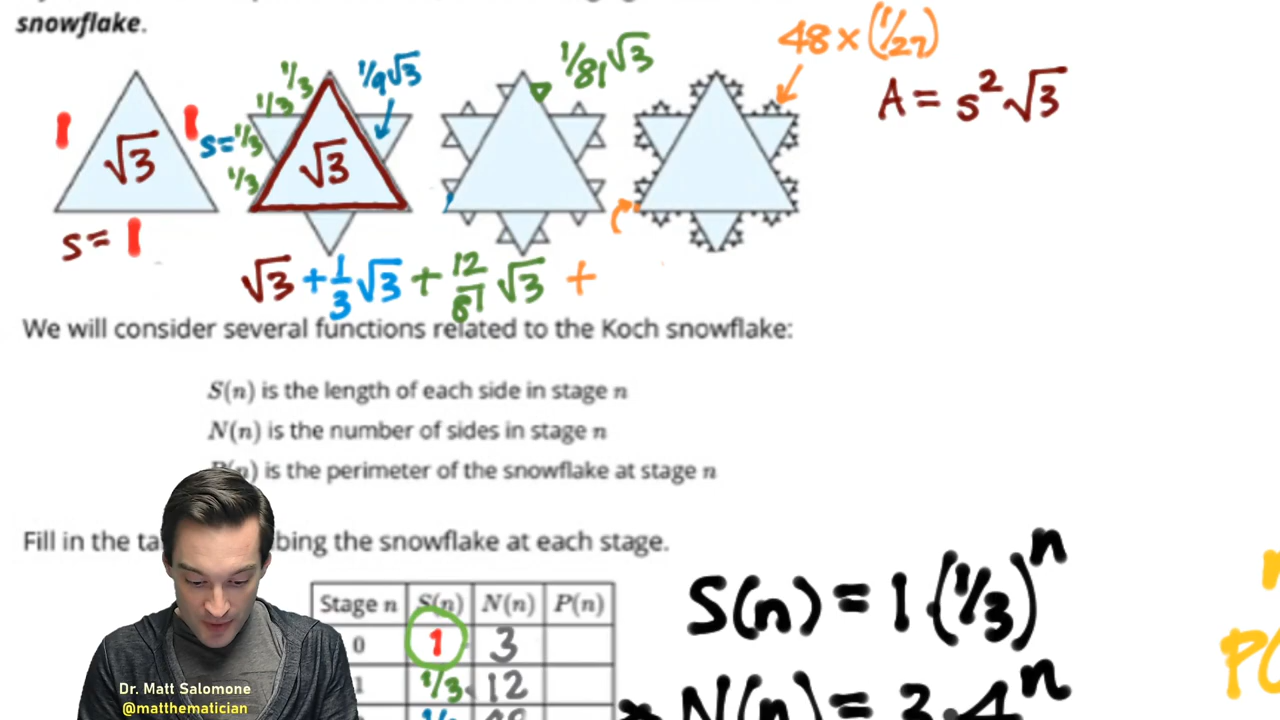 snowflake.
48 × (1/27)
1/3 1/9√3 1/81√3
A = s²√3
1 √3 1 s= 1/3 1/3 1/3 √3
s = 1
√3 + 1/3 √3 + 12/81 √3 +
We will consider several functions related to the Koch snowflake:
S(n) is the length of each side in stage n
N(n) is the number of sides in stage n
P(n) is the perimeter of the snowflake at stage n
Fill in the ta bing the snowflake at each stage.
Stage n S(n) N(n) P(n)
0 1 3
1 1/3 12
S(n) = 1·(1/3)ⁿ
N(n) = 3·4ⁿ
P(
Dr. Matt Salomone
@matthematician